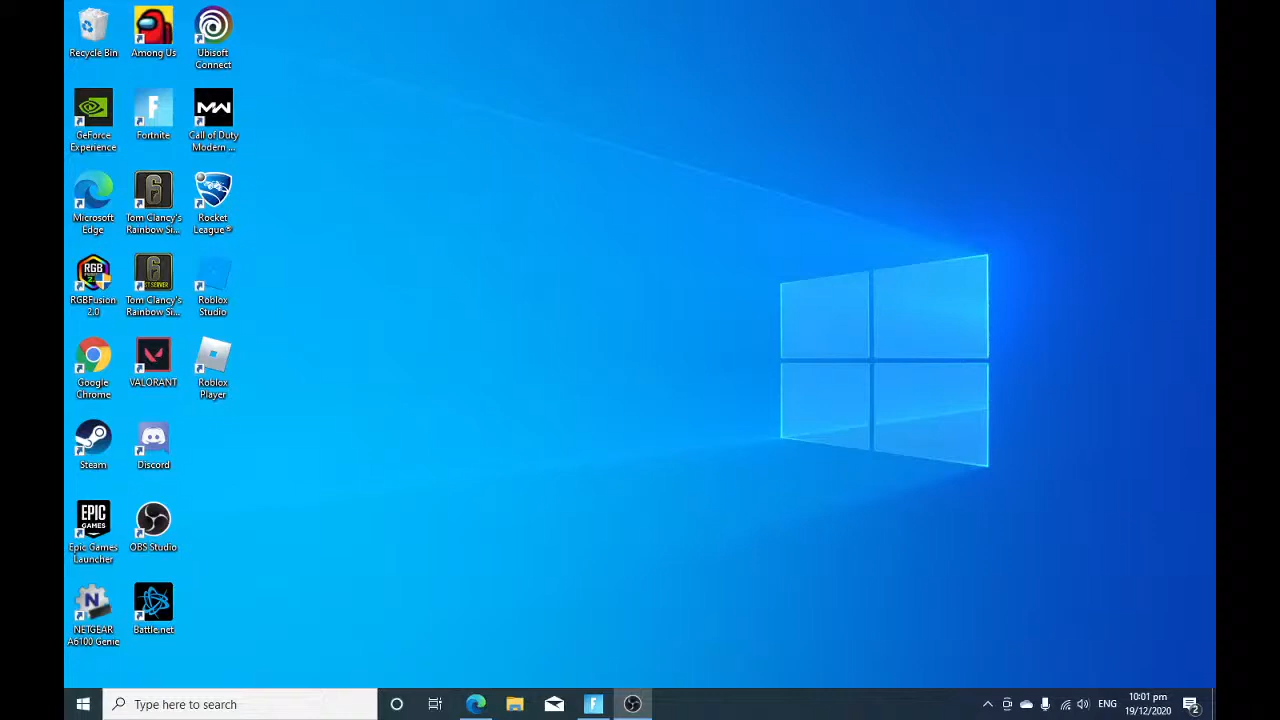 Recycle Bin
Among Us
Ubisoft
Connect
GeForce
Experience
Fortnite
Call of Duty
Modern ...
Microsoft
Edge
Tom Clancy's
Rainbow Si...
Rocket
League®
RGBFusion
2.0
Tom Clancy's
Rainbow Si...
Roblox
Studio
Google
Chrome
VALORANT
Roblox
Player
Steam
Discord
EPIC
GAMES
Epic Games
Launcher
OBS Studio
NETGEAR
A6100 Genie
Battle.net
Type here to search
ENG
10:01 pm
19/12/2020
2